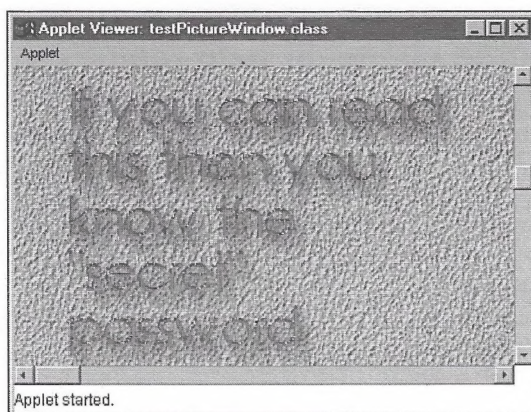 Applet Viewer: testPictureWindow.class
Applet
If you can read
this then you
know the
"secret"
password
Applet started.